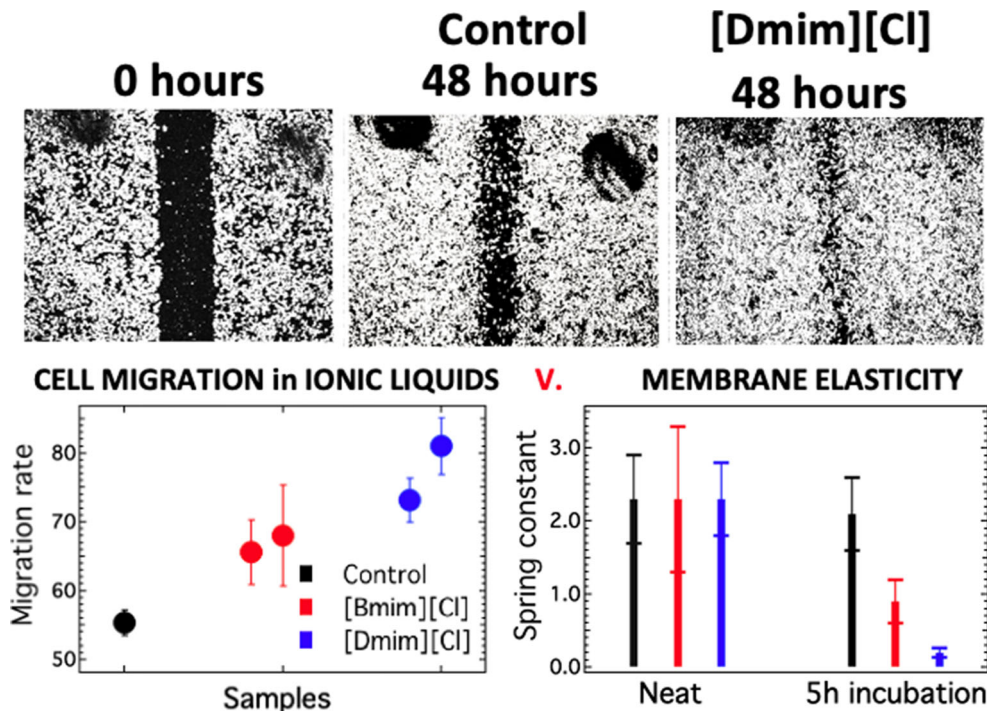 0 hours
Control
48 hours
[Dmim][Cl]
48 hours
CELL MIGRATION in IONIC LIQUIDS V. MEMBRANE ELASTICITY
Migration rate
80
70
60
50
Control
[Bmim][Cl]
[Dmim][Cl]
Samples
Spring constant
3.0
2.0
1.0
0.0
Neat
5h incubation